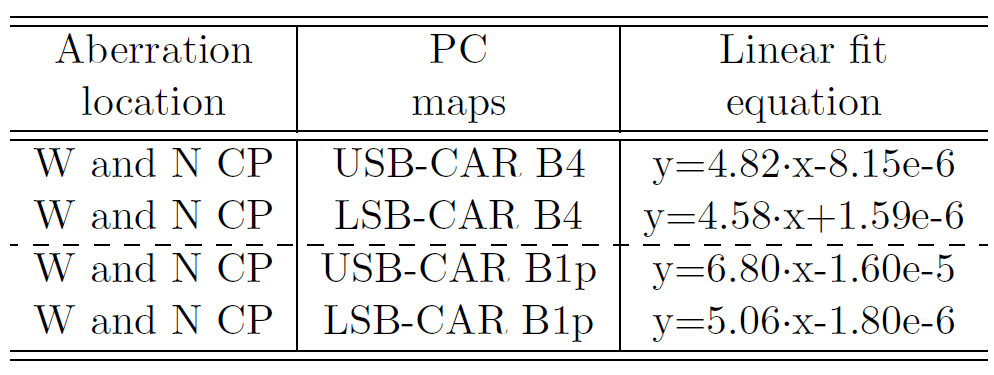 Aberration PC Linear fit
location maps equation
W and N CP USB-CAR B4 y=4.82·x-8.15e-6
W and N CP LSB-CAR B4 y=4.58·x+1.59e-6
W and N CP USB-CAR B1p y=6.80·x-1.60e-5
W and N CP LSB-CAR B1p y=5.06·x-1.80e-6